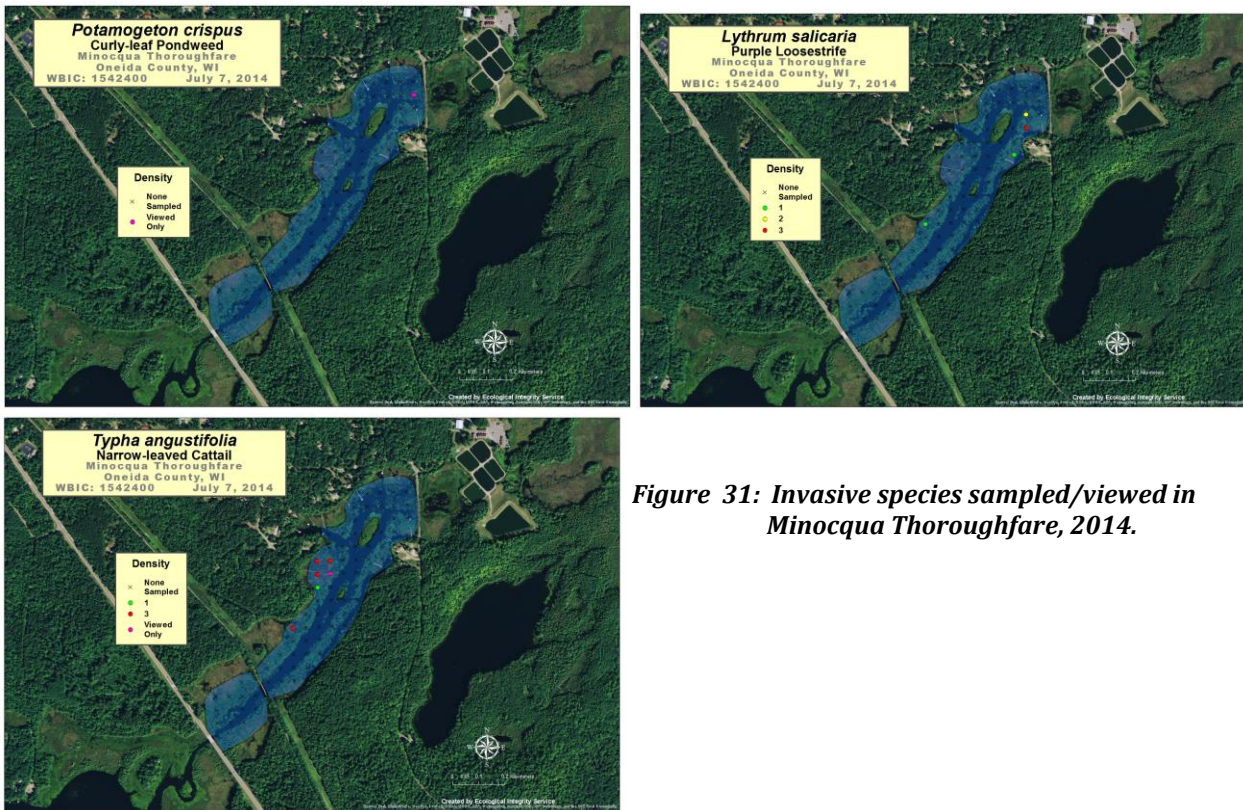 Potamogeton crispus
Curly-leaf Pondweed
Minocqua Thoroughfare
Oneida County, WI
WBIC: 1542400 July 7, 2014
Density
None
Sampled
Viewed
Only
N
W E
S
Created by Ecological Integrity Service
Lythrum salicaria
Purple Loosestrife
Minocqua Thoroughfare
Oneida County, WI
WBIC: 1542400 July 7, 2014
Density
None
Sampled
1
2
3
N
W E
S
Created by Ecological Integrity Service
Typha angustifolia
Narrow-leaved Cattail
Minocqua Thoroughfare
Oneida County, WI
WBIC: 1542400 July 7, 2014
Density
None
Sampled
1
3
Viewed
Only
N
W E
S
Created by Ecological Integrity Service
Figure 31: Invasive species sampled/viewed in
Minocqua Thoroughfare, 2014.